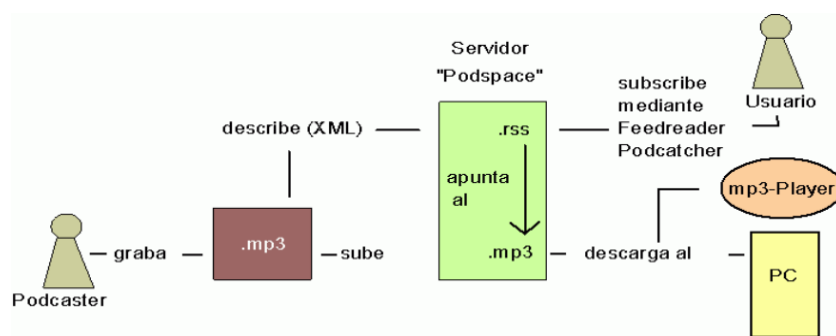 Servidor
"Podspace"
subscribe
mediante
Feedreader
Podcatcher
Usuario
describe (XML)
.rss
apunta
al
mp3-Player
.mp3
graba
sube
.mp3
descarga al
PC
Podcaster